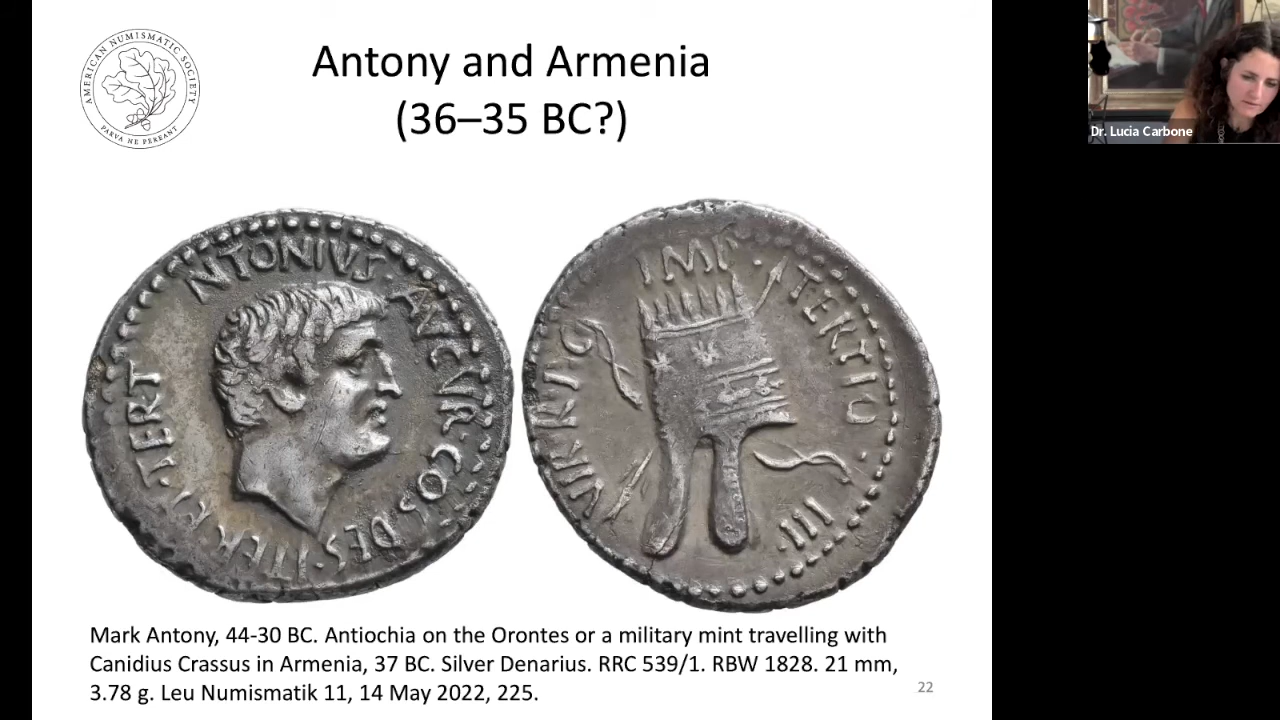 AMERICAN NUMISMATIC SOCIETY
PARVA NE PEREANT
Antony and Armenia
(36–35 BC?)
Dr. Lucia Carbone
NTONIVS·AVGVR·COS·DES·ITER·ET·TERT
IMP·TERTIO·III·VIR·R·P·C
Mark Antony, 44-30 BC. Antiochia on the Orontes or a military mint travelling with
Canidius Crassus in Armenia, 37 BC. Silver Denarius. RRC 539/1. RBW 1828. 21 mm,
3.78 g. Leu Numismatik 11, 14 May 2022, 225.
22